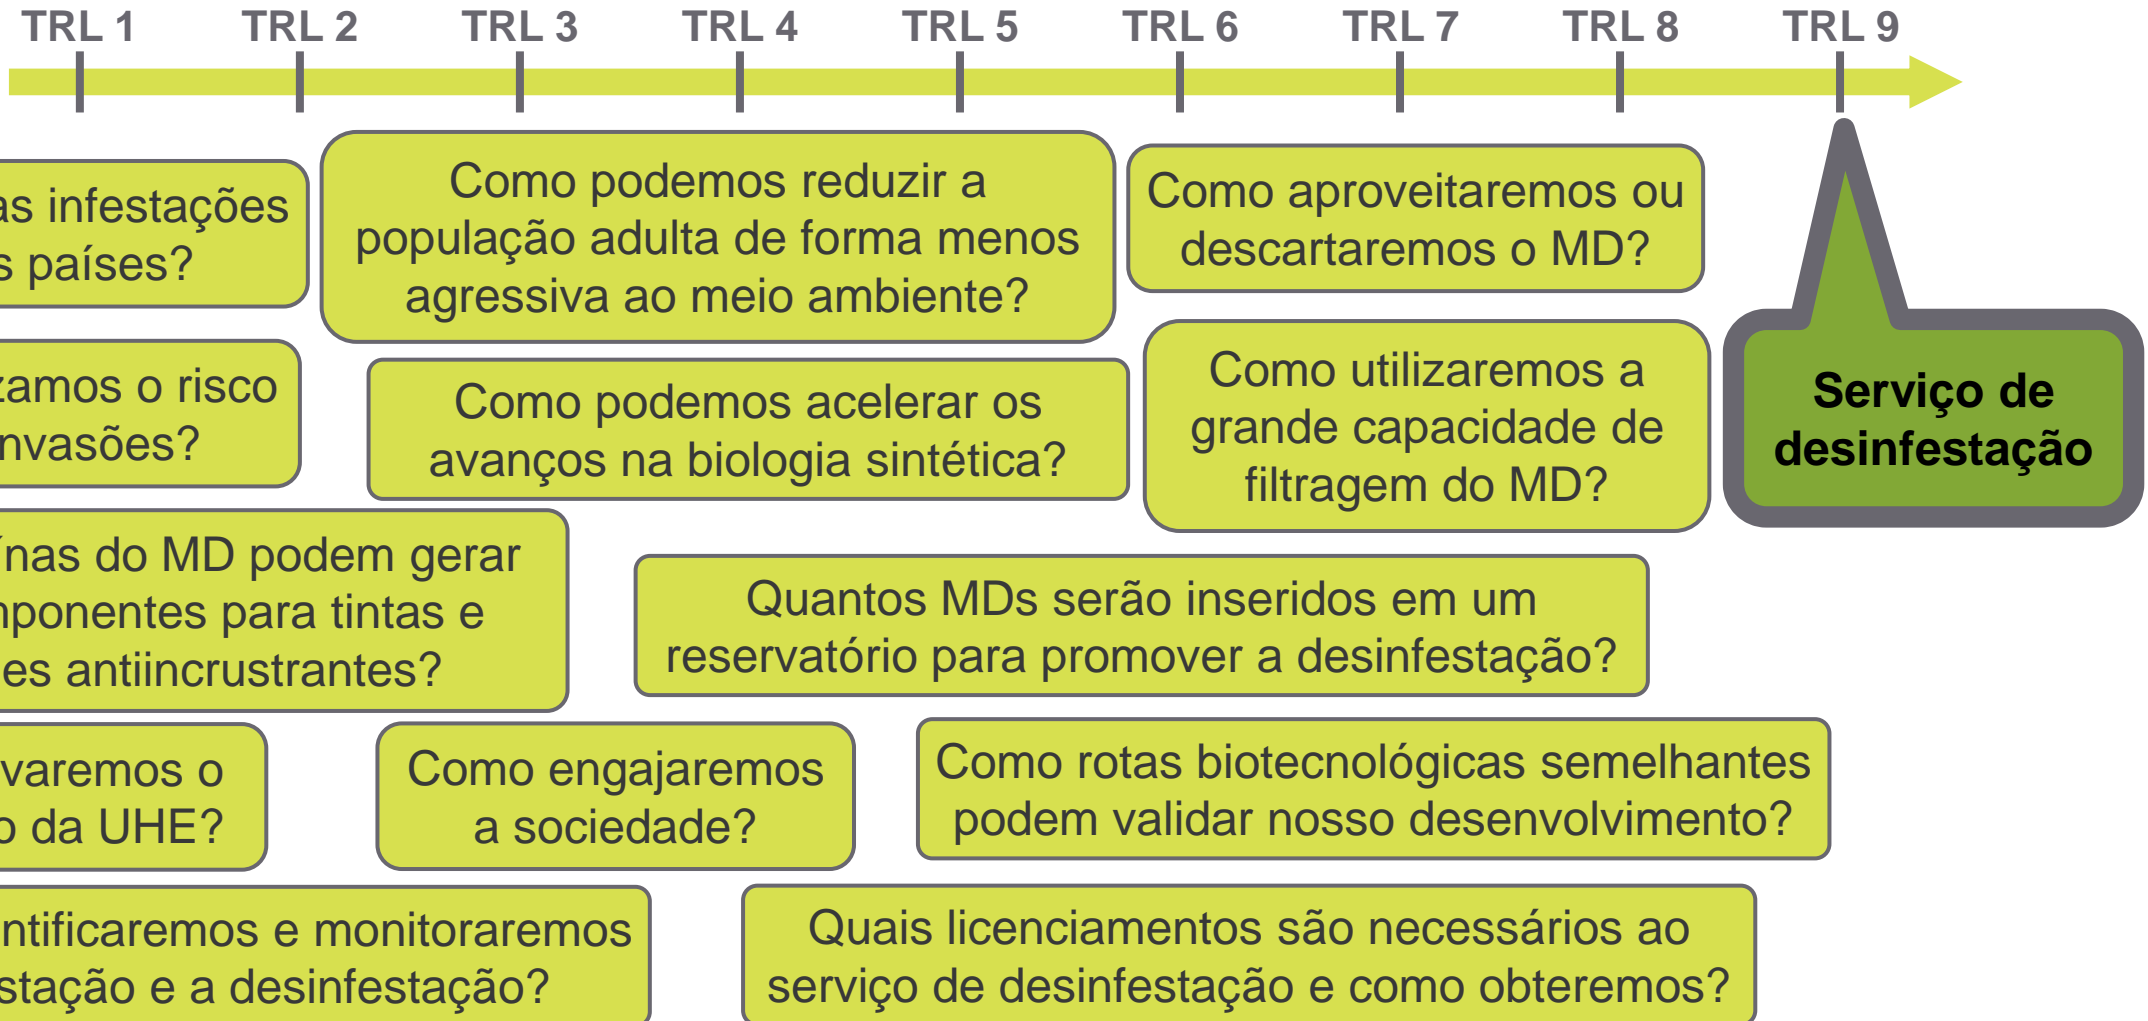 TRL 1 TRL 2 TRL 3 TRL 4 TRL 5 TRL 6 TRL 7 TRL 8 TRL 9
as infestações
s países?
Como podemos reduzir a
população adulta de forma menos
agressiva ao meio ambiente?
Como aproveitaremos ou
descartaremos o MD?
zamos o risco
nvasões?
Como podemos acelerar os
avanços na biologia sintética?
Como utilizaremos a
grande capacidade de
filtragem do MD?
Serviço de
desinfestação
ínas do MD podem gerar
mponentes para tintas e
es antiincrustrantes?
Quantos MDs serão inseridos em um
reservatório para promover a desinfestação?
varemos o
o da UHE?
Como engajaremos
a sociedade?
Como rotas biotecnológicas semelhantes
podem validar nosso desenvolvimento?
ntificaremos e monitoraremos
stação e a desinfestação?
Quais licenciamentos são necessários ao
serviço de desinfestação e como obteremos?